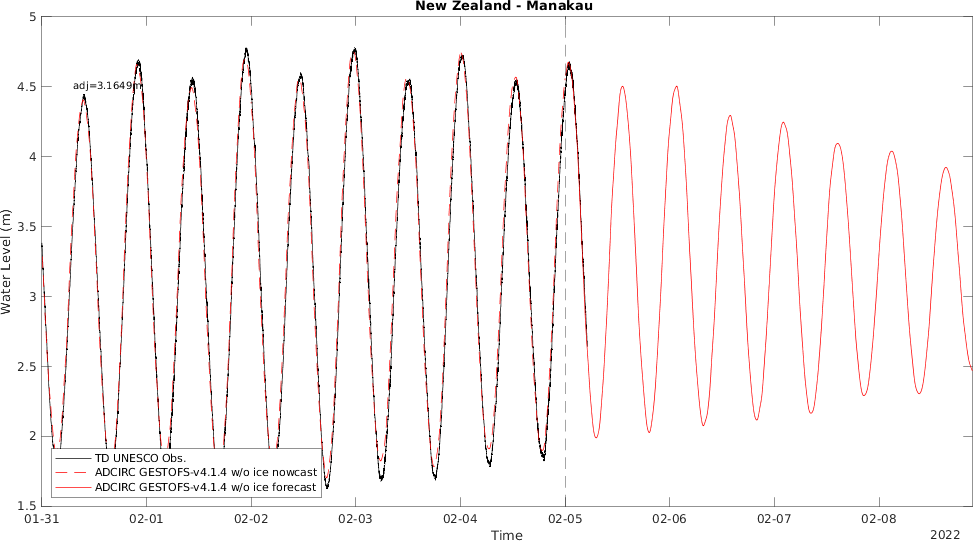 New Zealand - Manakau
5
4.5
4
3.5
3
2.5
2
1.5
Water Level (m)
adj=3.1649m
TD UNESCO Obs.
ADCIRC GESTOFS-v4.1.4 w/o ice nowcast
ADCIRC GESTOFS-v4.1.4 w/o ice forecast
01-31 02-01 02-02 02-03 02-04 02-05 02-06 02-07 02-08
Time
2022